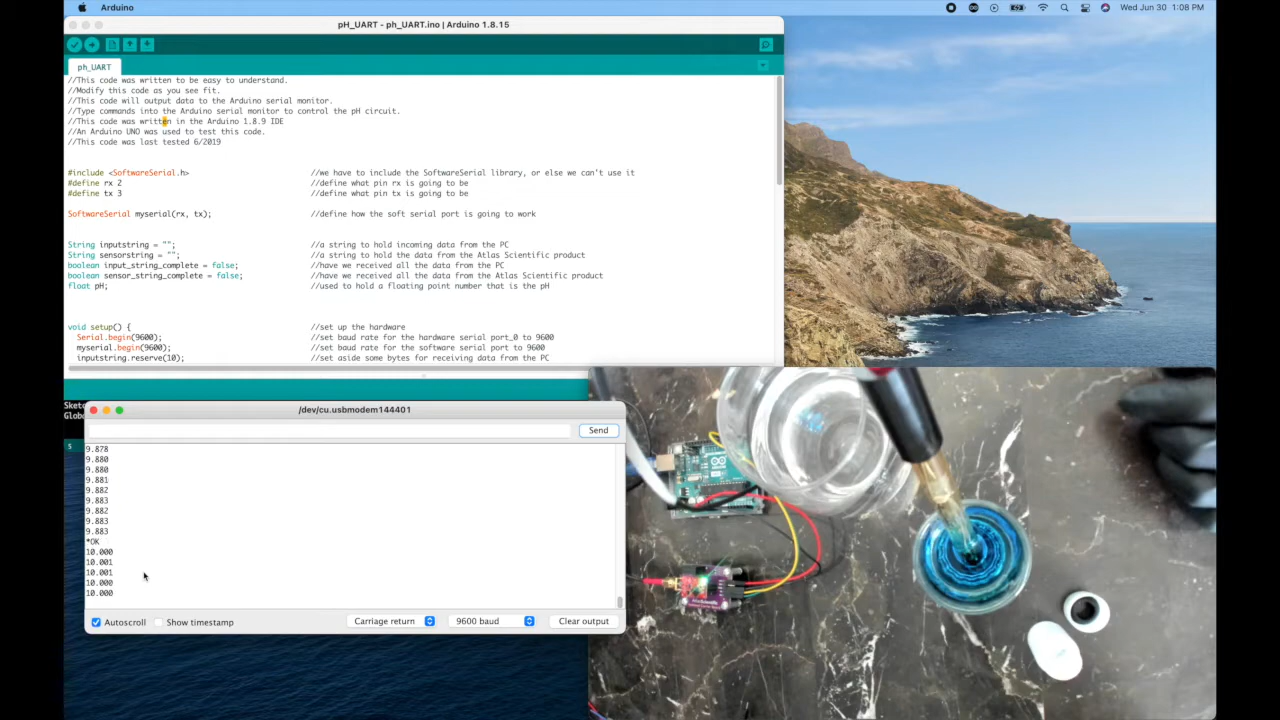 Arduino
Wed Jun 30 1:08 PM
pH_UART - ph_UART.ino | Arduino 1.8.15
ph_UART
//This code was written to be easy to understand.
//Modify this code as you see fit.
//This code will output data to the Arduino serial monitor.
//Type commands into the Arduino serial monitor to control the pH circuit.
//This code was written in the Arduino 1.8.9 IDE
//An Arduino UNO was used to test this code.
//This code was last tested 6/2019
#include <SoftwareSerial.h> //we have to include the SoftwareSerial library, or else we can't use it
#define rx 2 //define what pin rx is going to be
#define tx 3 //define what pin tx is going to be
SoftwareSerial myserial(rx, tx); //define how the soft serial port is going to work
String inputstring = ""; //a string to hold incoming data from the PC
String sensorstring = ""; //a string to hold the data from the Atlas Scientific product
boolean input_string_complete = false; //have we received all the data from the PC
boolean sensor_string_complete = false; //have we received all the data from the Atlas Scientific product
float pH; //used to hold a floating point number that is the pH
void setup() { //set up the hardware
Serial.begin(9600); //set baud rate for the hardware serial port_0 to 9600
myserial.begin(9600); //set baud rate for the software serial port to 9600
inputstring.reserve(10); //set aside some bytes for receiving data from the PC
Sketc
Globa
5
/dev/cu.usbmodem144401
Send
9.878
9.880
9.880
9.881
9.882
9.883
9.882
9.883
9.883
*OK
10.000
10.001
10.001
10.000
10.000
Autoscroll Show timestamp Carriage return 9600 baud Clear output